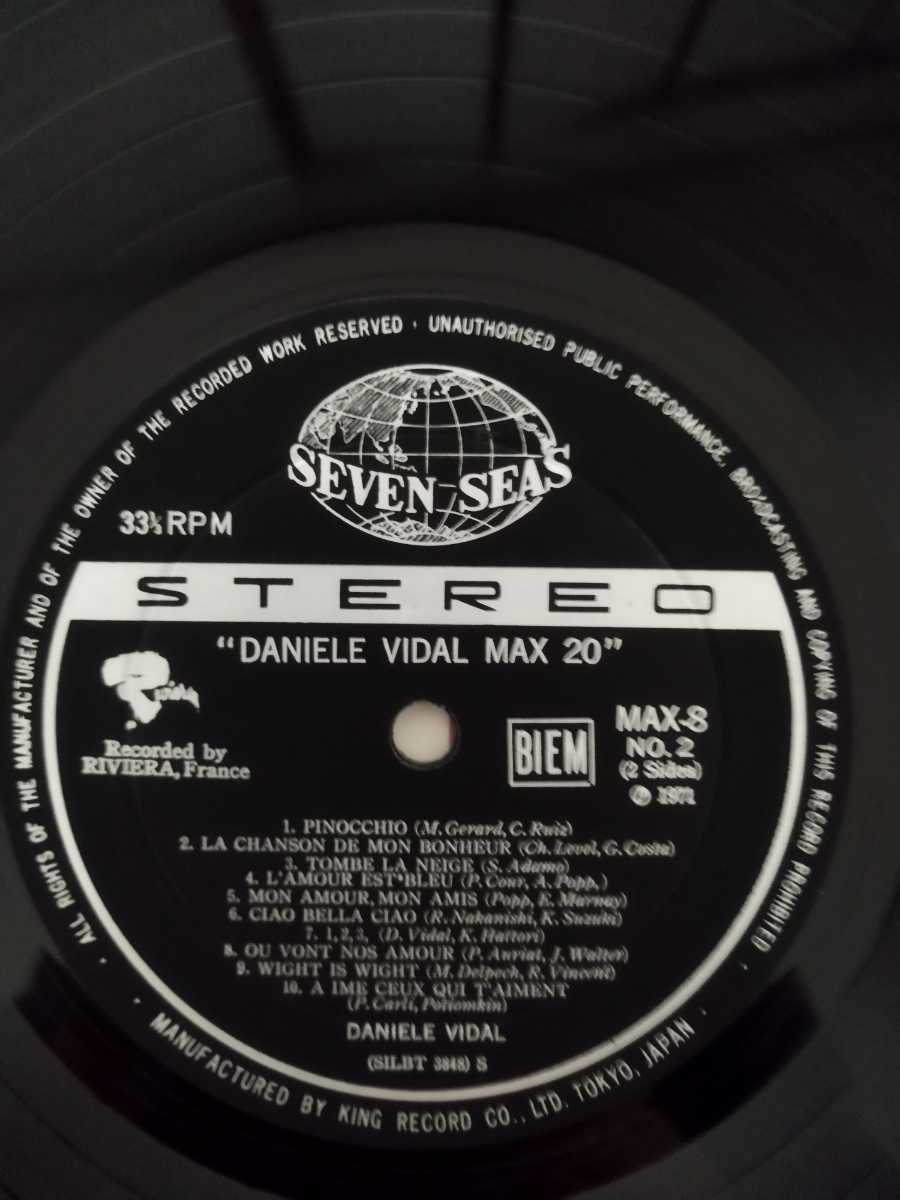 ALL RIGHTS OF THE MANUFACTURER AND OF THE OWNER OF THE RECORDED WORK RESERVED · UNAUTHORISED PUBLIC PERFORMANCE, BROADCASTING AND COPYING OF THIS RECORD PROHIBITED ·
SEVEN SEAS
33⅓ RPM
STEREO
"DANIELE VIDAL MAX 20"
Riviera
Recorded by
RIVIERA, France
BIEM
MAX-8
NO. 2
(2 Sides)
Ⓟ 1971
1. PINOCCHIO (M. Gerard, C. Ruiz)
2. LA CHANSON DE MON BONHEUR (Ch. Level, G. Costa)
3. TOMBE LA NEIGE (S. Adamo)
4. L'AMOUR EST*BLEU (P. Cour, A. Popp,)
5. MON AMOUR, MON AMIS (Popp, E. Marnay)
6. CIAO BELLA CIAO (R. Nakanishi, K. Suzuki)
7. 1, 2, 3, (D. Vidal, K. Hattori)
8. OU VONT NOS AMOUR (P. Auriat, J. Walter)
9. WIGHT IS WIGHT (M. Delpech, R. Vincent)
10. A IME CEUX QUI T'AIMENT
(P. Carli, Potiomkin)
DANIELE VIDAL
(SILBT 3848) S
· MANUFACTURED BY KING RECORD CO., LTD. TOKYO, JAPAN ·